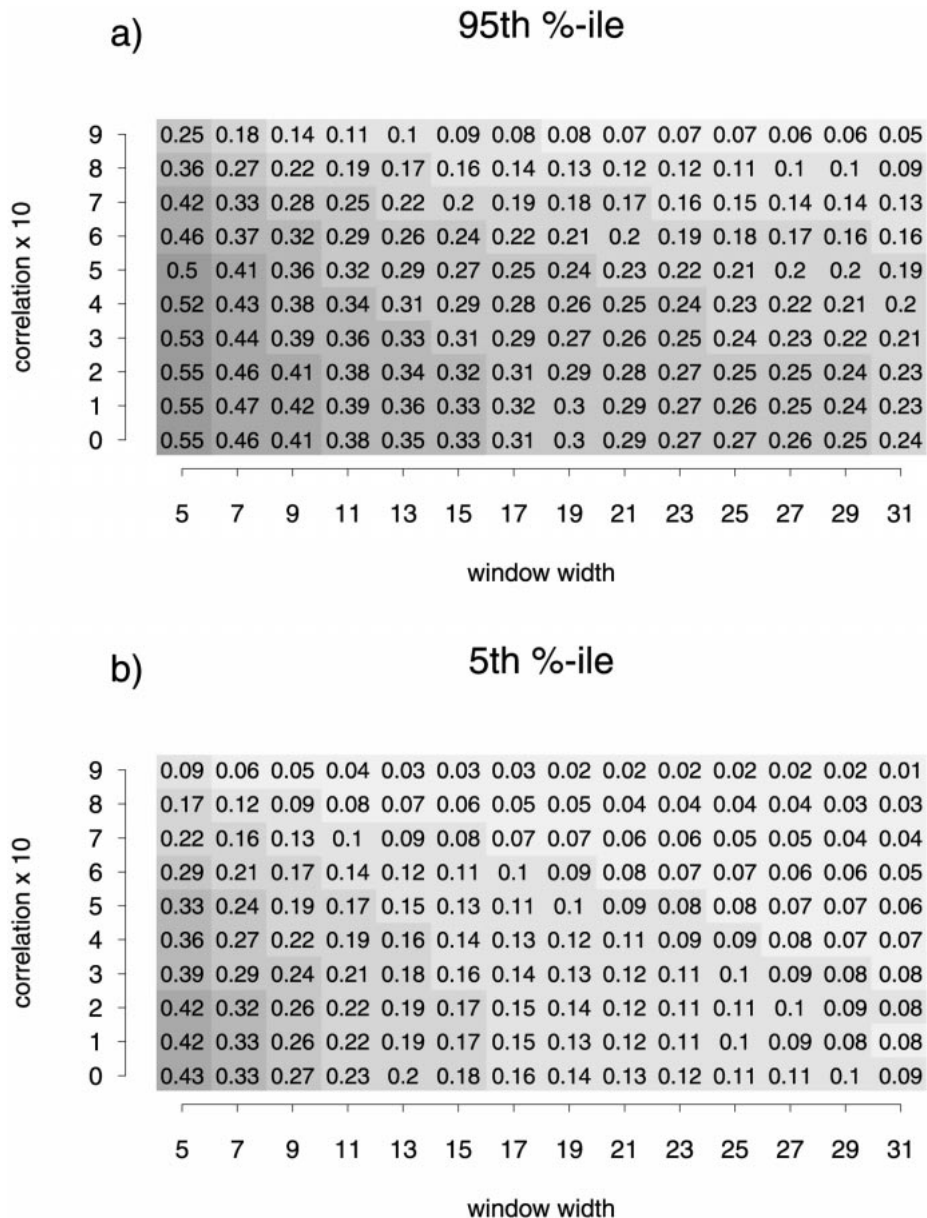 a) 95th %-ile
9 0.25 0.18 0.14 0.11 0.1 0.09 0.08 0.08 0.07 0.07 0.07 0.06 0.06 0.05
8 0.36 0.27 0.22 0.19 0.17 0.16 0.14 0.13 0.12 0.12 0.11 0.1 0.1 0.09
7 0.42 0.33 0.28 0.25 0.22 0.2 0.19 0.18 0.17 0.16 0.15 0.14 0.14 0.13
6 0.46 0.37 0.32 0.29 0.26 0.24 0.22 0.21 0.2 0.19 0.18 0.17 0.16 0.16
5 0.5 0.41 0.36 0.32 0.29 0.27 0.25 0.24 0.23 0.22 0.21 0.2 0.2 0.19
4 0.52 0.43 0.38 0.34 0.31 0.29 0.28 0.26 0.25 0.24 0.23 0.22 0.21 0.2
3 0.53 0.44 0.39 0.36 0.33 0.31 0.29 0.27 0.26 0.25 0.24 0.23 0.22 0.21
2 0.55 0.46 0.41 0.38 0.34 0.32 0.31 0.29 0.28 0.27 0.25 0.25 0.24 0.23
1 0.55 0.47 0.42 0.39 0.36 0.33 0.32 0.3 0.29 0.27 0.26 0.25 0.24 0.23
0 0.55 0.46 0.41 0.38 0.35 0.33 0.31 0.3 0.29 0.27 0.27 0.26 0.25 0.24
correlation x 10
5 7 9 11 13 15 17 19 21 23 25 27 29 31
window width
b) 5th %-ile
9 0.09 0.06 0.05 0.04 0.03 0.03 0.03 0.02 0.02 0.02 0.02 0.02 0.02 0.01
8 0.17 0.12 0.09 0.08 0.07 0.06 0.05 0.05 0.04 0.04 0.04 0.04 0.03 0.03
7 0.22 0.16 0.13 0.1 0.09 0.08 0.07 0.07 0.06 0.06 0.05 0.05 0.04 0.04
6 0.29 0.21 0.17 0.14 0.12 0.11 0.1 0.09 0.08 0.07 0.07 0.06 0.06 0.05
5 0.33 0.24 0.19 0.17 0.15 0.13 0.11 0.1 0.09 0.08 0.08 0.07 0.07 0.06
4 0.36 0.27 0.22 0.19 0.16 0.14 0.13 0.12 0.11 0.09 0.09 0.08 0.07 0.07
3 0.39 0.29 0.24 0.21 0.18 0.16 0.14 0.13 0.12 0.11 0.1 0.09 0.08 0.08
2 0.42 0.32 0.26 0.22 0.19 0.17 0.15 0.14 0.12 0.11 0.11 0.1 0.09 0.08
1 0.42 0.33 0.26 0.22 0.19 0.17 0.15 0.13 0.12 0.11 0.1 0.09 0.08 0.08
0 0.43 0.33 0.27 0.23 0.2 0.18 0.16 0.14 0.13 0.12 0.11 0.11 0.1 0.09
correlation x 10
5 7 9 11 13 15 17 19 21 23 25 27 29 31
window width